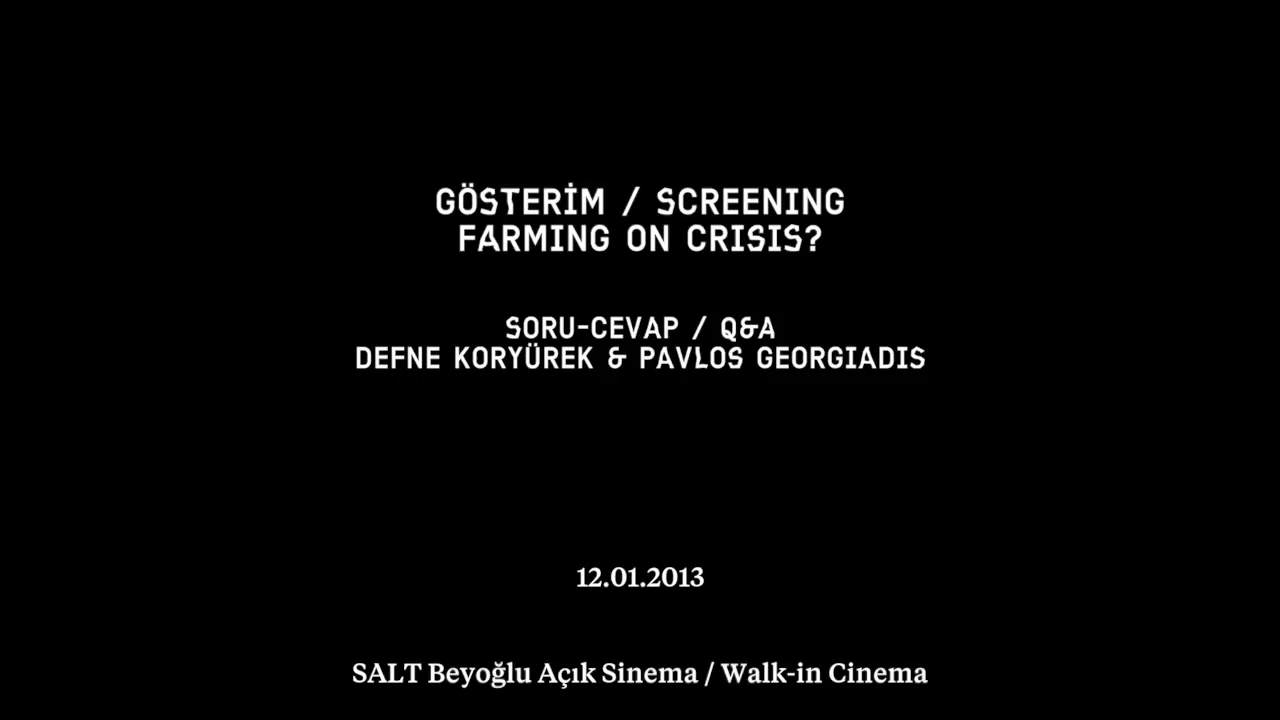 GÖSTERİM / SCREENING
FARMING ON CRISIS?
SORU-CEVAP / Q&A
DEFNE KORYÜREK & PAVLOS GEORGIADIS
12.01.2013
SALT Beyoğlu Açık Sinema / Walk-in Cinema